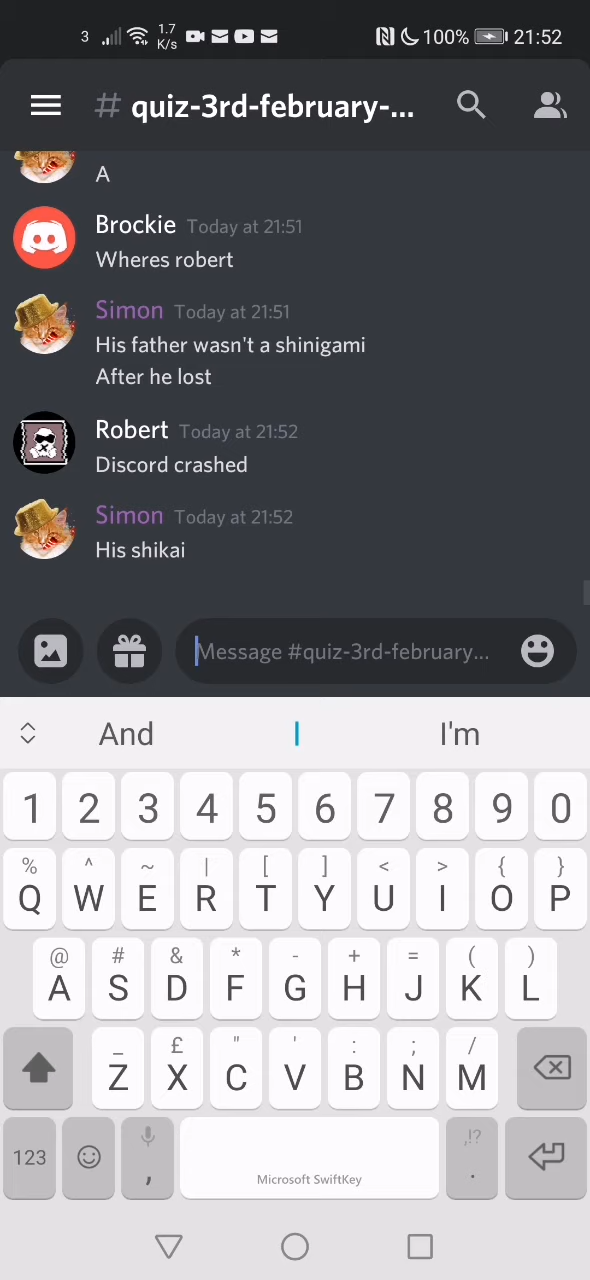 3 1.7 K/s 100% 21:52
# quiz-3rd-february-...
A
Brockie Today at 21:51
Wheres robert
Simon Today at 21:51
His father wasn't a shinigami
After he lost
Robert Today at 21:52
Discord crashed
Simon Today at 21:52
His shikai
Message #quiz-3rd-february...
And I I'm
1 2 3 4 5 6 7 8 9 0
% ^ ~ | [ ] < > { }
Q W E R T Y U I O P
@ # & * - + = ( )
A S D F G H J K L
_ £ " ' : ; /
Z X C V B N M
,!?
123 , Microsoft SwiftKey .